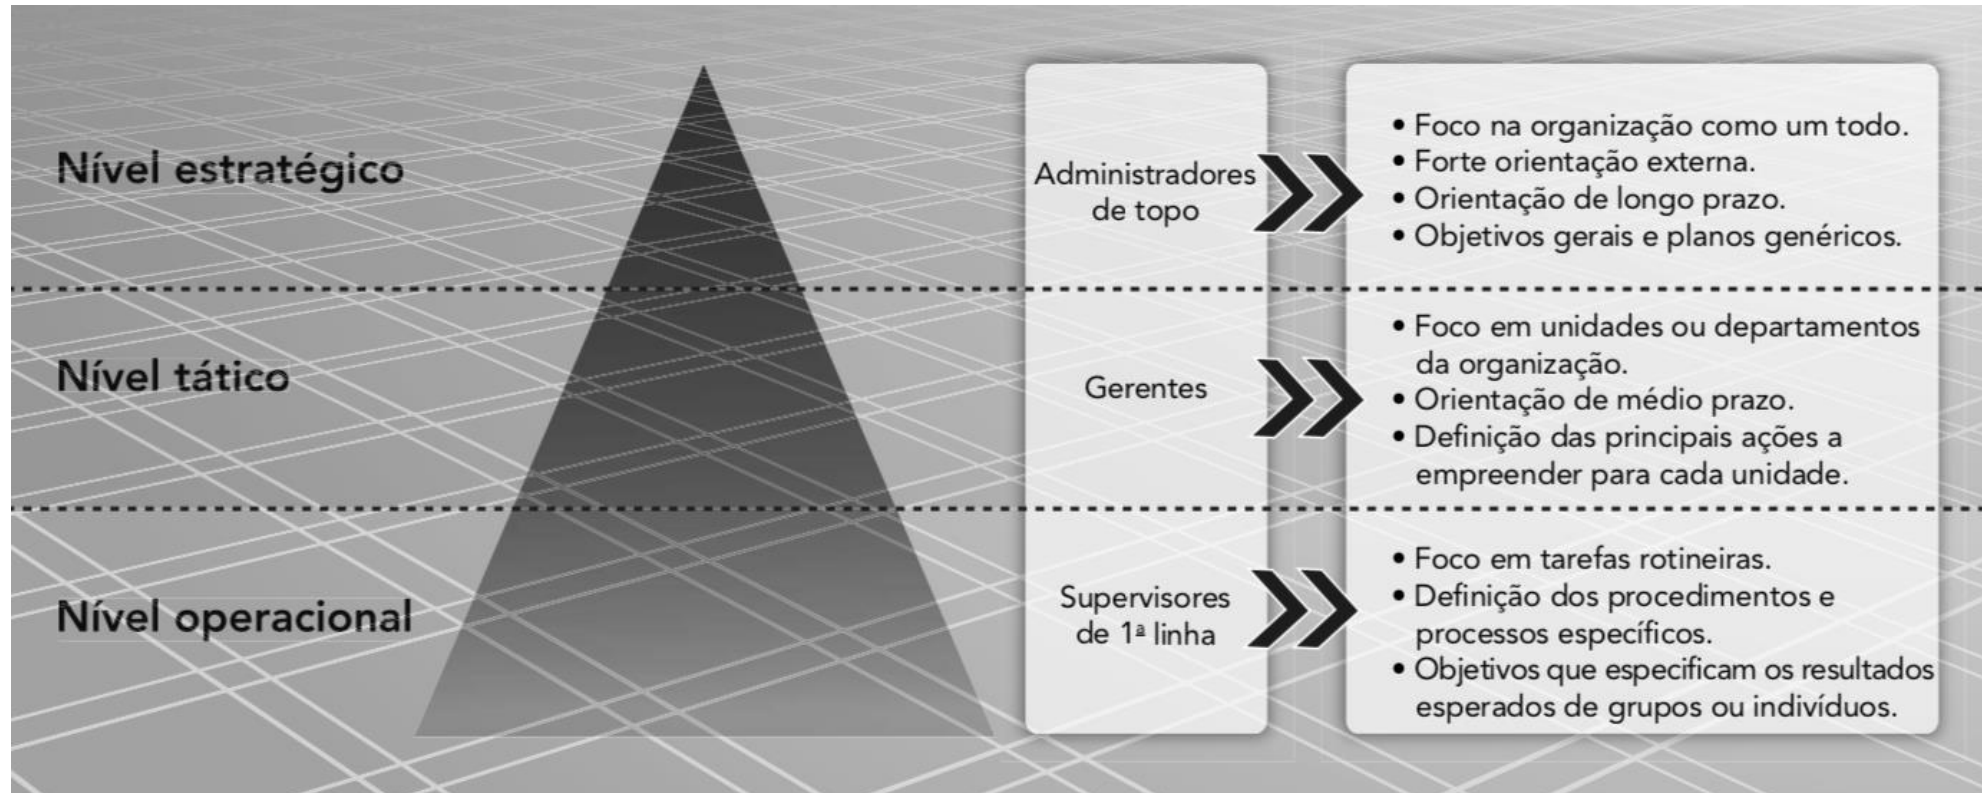 Nível estratégico
Administradores
de topo
• Foco na organização como um todo.
• Forte orientação externa.
• Orientação de longo prazo.
• Objetivos gerais e planos genéricos.
Nível tático
Gerentes
• Foco em unidades ou departamentos
da organização.
• Orientação de médio prazo.
• Definição das principais ações a
empreender para cada unidade.
Nível operacional
Supervisores
de 1ª linha
• Foco em tarefas rotineiras.
• Definição dos procedimentos e
processos específicos.
• Objetivos que especificam os resultados
esperados de grupos ou indivíduos.